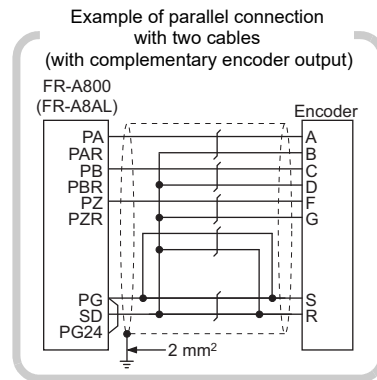 Example of parallel connection
with two cables
(with complementary encoder output)
FR-A800
(FR-A8AL)
Encoder
PA
A
PAR
B
PB
C
PBR
D
PZ
F
PZR
G
PG
S
SD
R
PG24
2 mm²